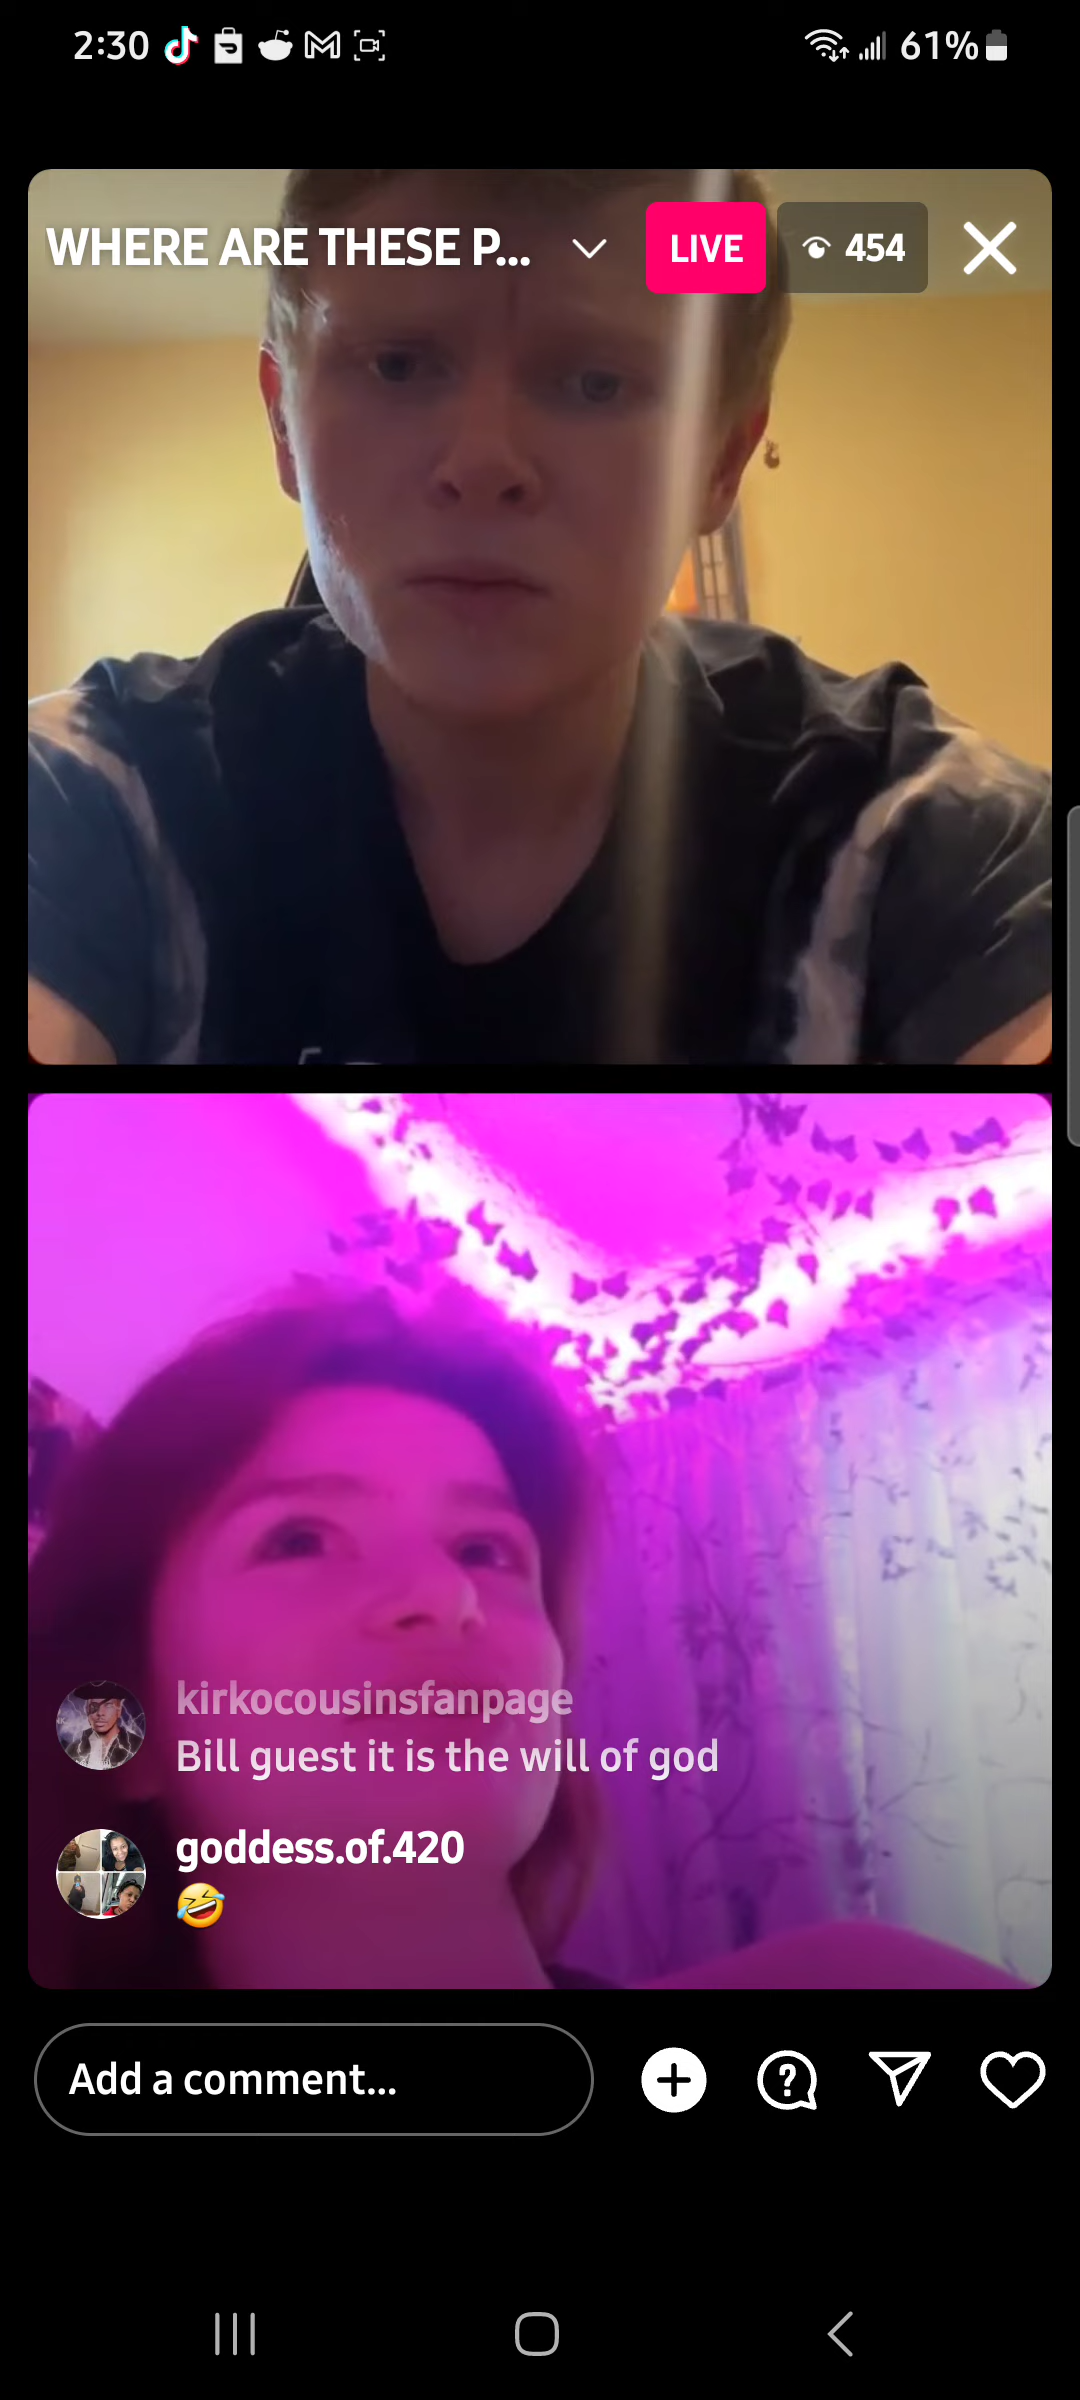 2:30
61%
WHERE ARE THESE P...
LIVE
454
kirkocousinsfanpage
Bill guest it is the will of god
goddess.of.420
🤣
Add a comment...